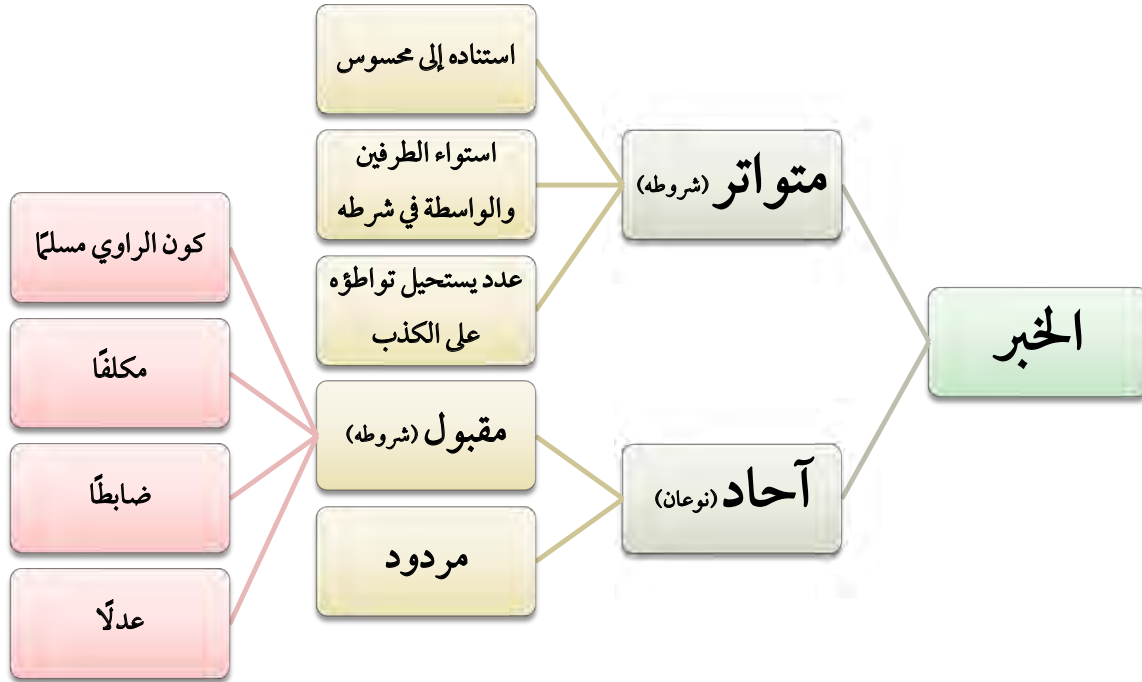 الخبر
متواتر (شروطه)
استناده إلى محسوس
استواء الطرفين
والواسطة في شرطه
عدد يستحيل تواطؤه
على الكذب
آحاد (نوعان)
مقبول (شروطه)
كون الراوي مسلمًا
مكلفًا
ضابطًا
عدلًا
مردود